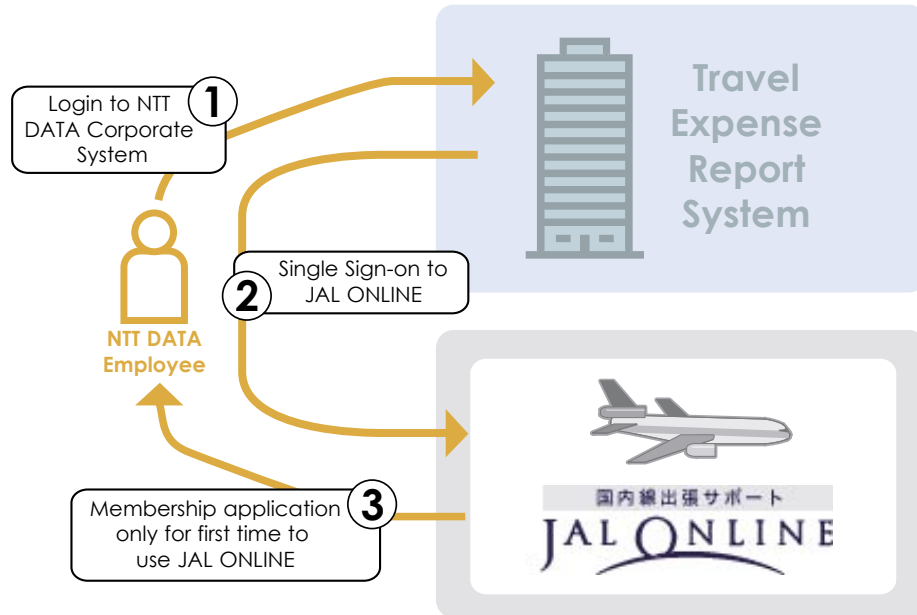 1
Login to NTT
DATA Corporate
System
Travel
Expense
Report
System
2
Single Sign-on to
JAL ONLINE
NTT DATA
Employee
3
Membership application
only for first time to
use JAL ONLINE
国内線出張サポート
JAL ONLINE